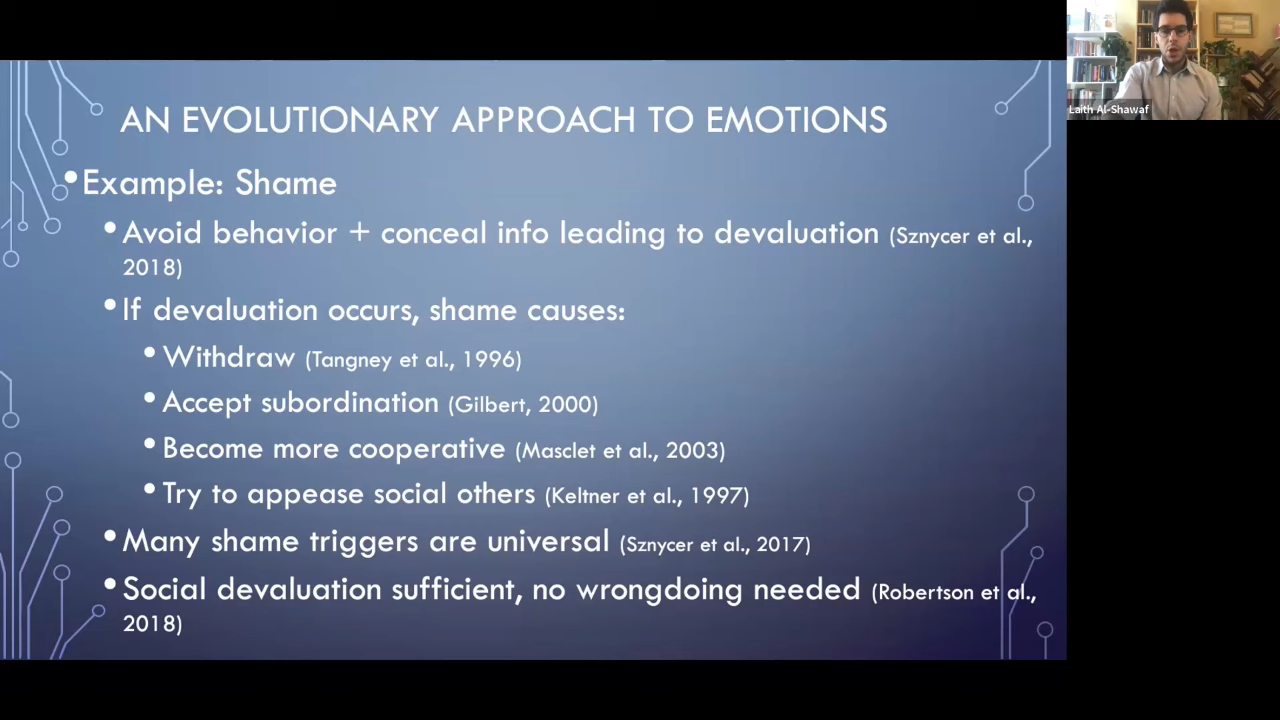 AN EVOLUTIONARY APPROACH TO EMOTIONS
•Example: Shame
•Avoid behavior + conceal info leading to devaluation (Sznycer et al.,
2018)
•If devaluation occurs, shame causes:
•Withdraw (Tangney et al., 1996)
•Accept subordination (Gilbert, 2000)
•Become more cooperative (Masclet et al., 2003)
•Try to appease social others (Keltner et al., 1997)
•Many shame triggers are universal (Sznycer et al., 2017)
•Social devaluation sufficient, no wrongdoing needed (Robertson et al.,
2018)
Laith Al-Shawaf